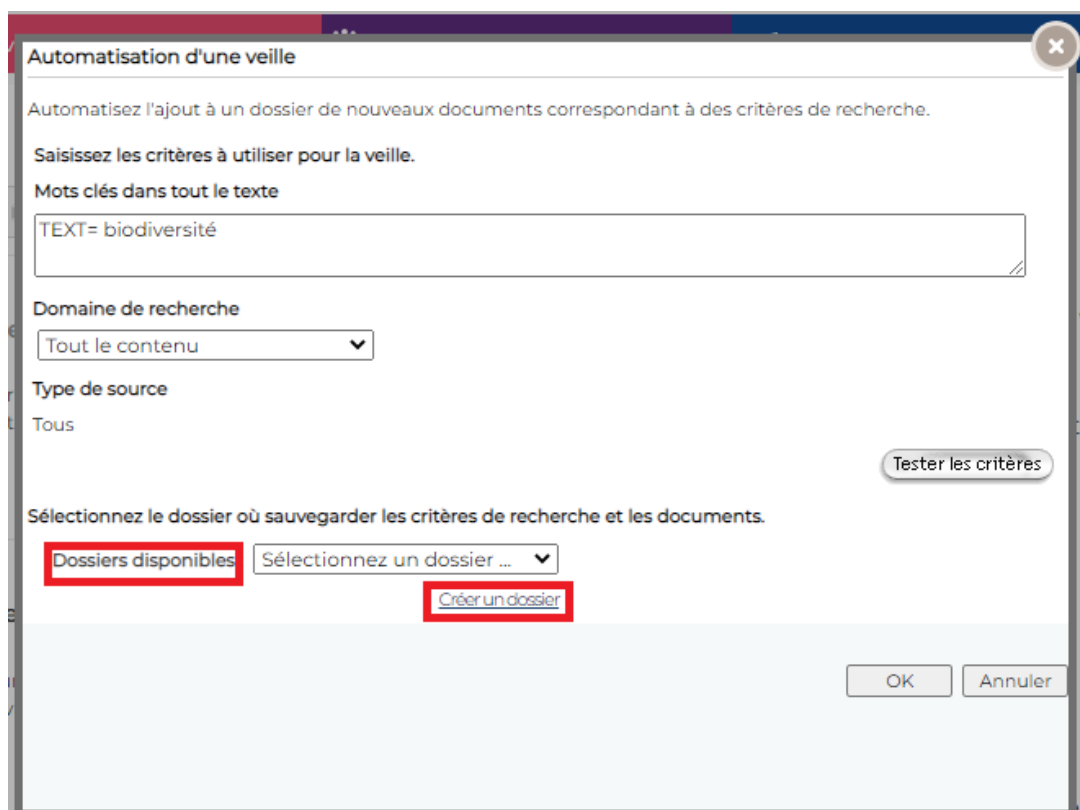 Automatisation d'une veille
Automatisez l'ajout à un dossier de nouveaux documents correspondant à des critères de recherche.
Saisissez les critères à utiliser pour la veille.
Mots clés dans tout le texte
TEXT= biodiversité
Domaine de recherche
Tout le contenu
Type de source
Tous
Tester les critères
Sélectionnez le dossier où sauvegarder les critères de recherche et les documents.
Dossiers disponibles Sélectionnez un dossier ...
Créer un dossier
OK Annuler